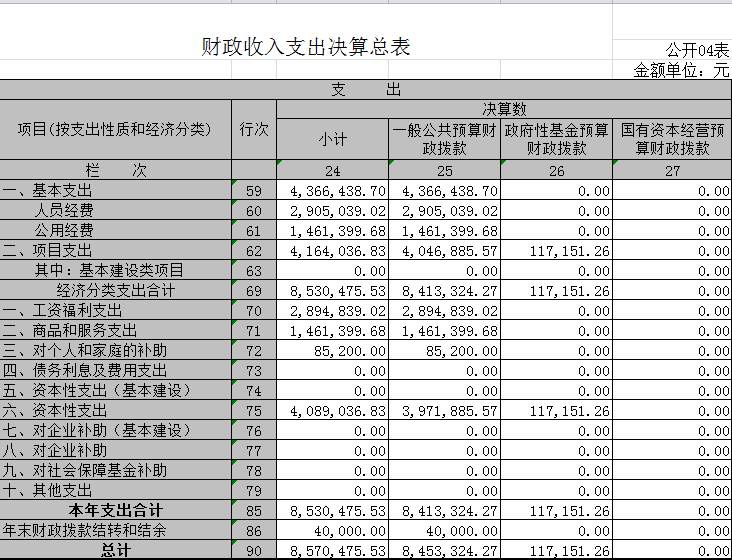 财政收入支出决算总表
公开04表
金额单位：元
支 出
项目(按支出性质和经济分类) 行次 决算数
小计 一般公共预算财政拨款 政府性基金预算财政拨款 国有资本经营预算财政拨款
栏 次 24 25 26 27
一、基本支出 59 4,366,438.70 4,366,438.70 0.00 0.00
人员经费 60 2,905,039.02 2,905,039.02 0.00 0.00
公用经费 61 1,461,399.68 1,461,399.68 0.00 0.00
二、项目支出 62 4,164,036.83 4,046,885.57 117,151.26 0.00
其中：基本建设类项目 63 0.00 0.00 0.00 0.00
经济分类支出合计 69 8,530,475.53 8,413,324.27 117,151.26 0.00
一、工资福利支出 70 2,894,839.02 2,894,839.02 0.00 0.00
二、商品和服务支出 71 1,461,399.68 1,461,399.68 0.00 0.00
三、对个人和家庭的补助 72 85,200.00 85,200.00 0.00 0.00
四、债务利息及费用支出 73 0.00 0.00 0.00 0.00
五、资本性支出（基本建设） 74 0.00 0.00 0.00 0.00
六、资本性支出 75 4,089,036.83 3,971,885.57 117,151.26 0.00
七、对企业补助（基本建设） 76 0.00 0.00 0.00 0.00
八、对企业补助 77 0.00 0.00 0.00 0.00
九、对社会保障基金补助 78 0.00 0.00 0.00 0.00
十、其他支出 79 0.00 0.00 0.00 0.00
本年支出合计 85 8,530,475.53 8,413,324.27 117,151.26 0.00
年末财政拨款结转和结余 86 40,000.00 40,000.00 0.00 0.00
总计 90 8,570,475.53 8,453,324.27 117,151.26 0.00